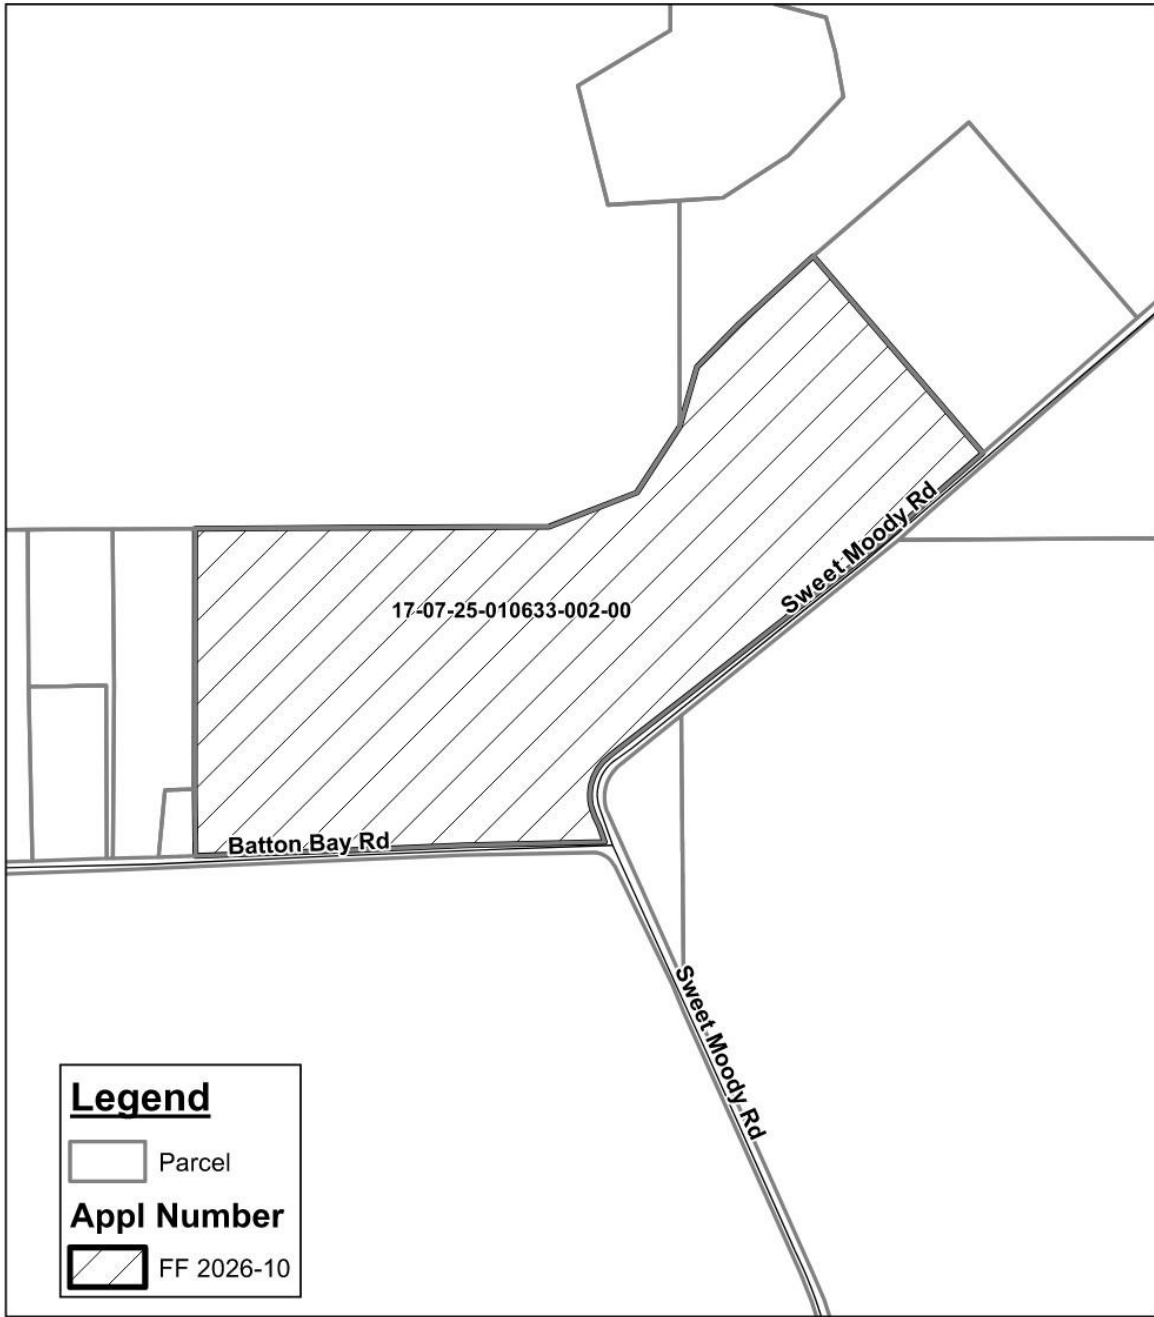 17-07-25-010633-002-00
Sweet Moody Rd
Batton Bay Rd
Sweet Moody Rd
Legend
Parcel
Appl Number
FF 2026-10